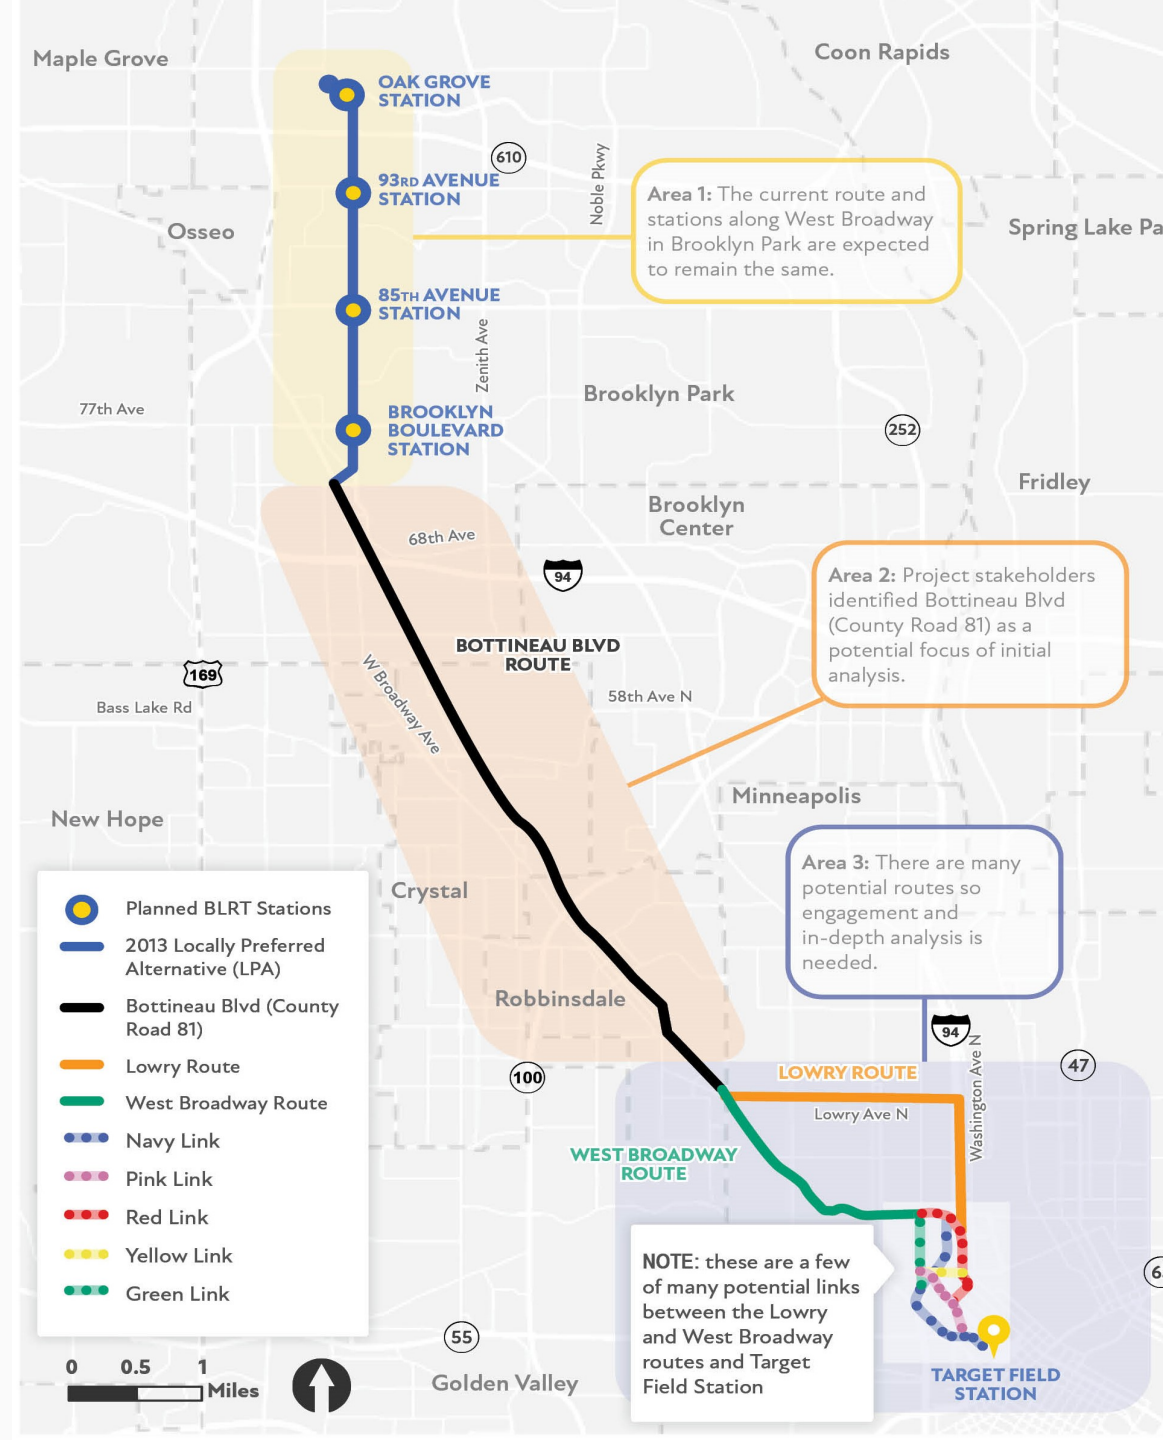 Maple Grove
Coon Rapids
OAK GROVE
STATION
610
Noble Pkwy
93RD AVENUE
STATION
Area 1: The current route and
stations along West Broadway
in Brooklyn Park are expected
to remain the same.
Osseo
Spring Lake Pa
85TH AVENUE
STATION
Zenith Ave
Brooklyn Park
77th Ave
BROOKLYN
BOULEVARD
STATION
252
Fridley
Brooklyn
Center
68th Ave
94
Area 2: Project stakeholders
identified Bottineau Blvd
(County Road 81) as a
potential focus of initial
analysis.
BOTTINEAU BLVD
ROUTE
169
W Broadway Ave
58th Ave N
Bass Lake Rd
Minneapolis
New Hope
Area 3: There are many
potential routes so
engagement and
in-depth analysis is
needed.
Crystal
Robbinsdale
94
Washington Ave N
100
LOWRY ROUTE
47
Lowry Ave N
WEST BROADWAY
ROUTE
Planned BLRT Stations
2013 Locally Preferred
Alternative (LPA)
Bottineau Blvd (County
Road 81)
Lowry Route
West Broadway Route
Navy Link
Pink Link
Red Link
Yellow Link
Green Link
NOTE: these are a few
of many potential links
between the Lowry
and West Broadway
routes and Target
Field Station
55
Golden Valley
TARGET FIELD
STATION
0 0.5 1
Miles